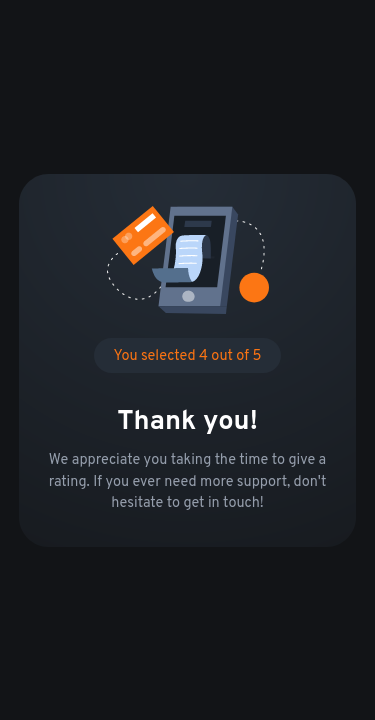 You selected 4 out of 5
Thank you!
We appreciate you taking the time to give a
rating. If you ever need more support, don't
hesitate to get in touch!